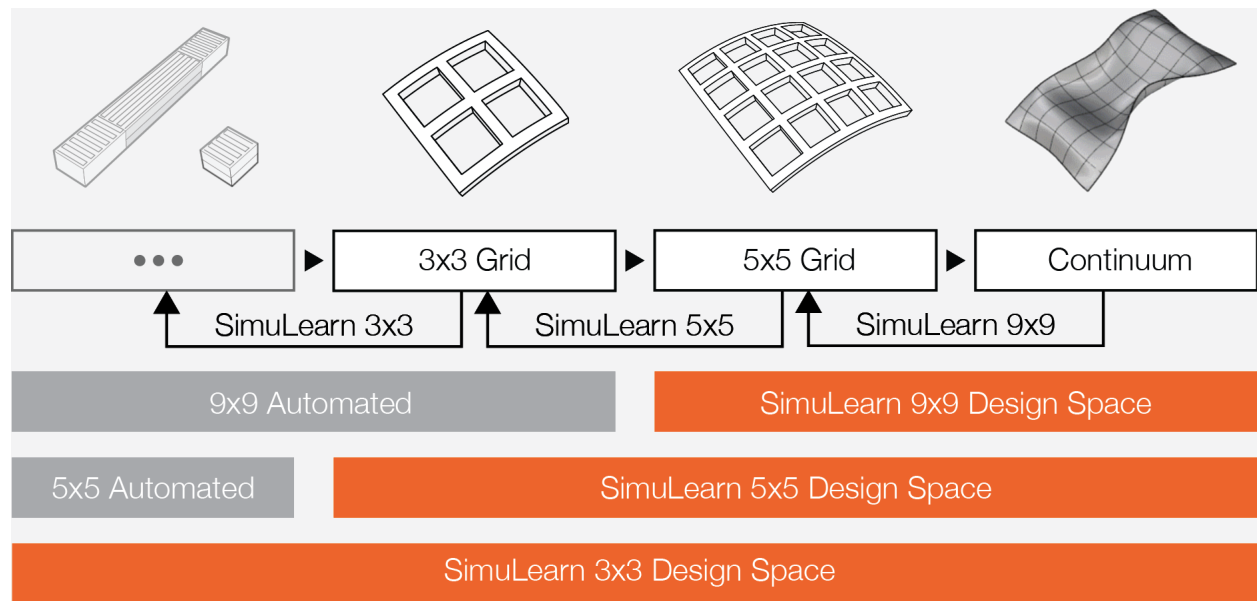 •••
3x3 Grid
5x5 Grid
Continuum
SimuLearn 3x3
SimuLearn 5x5
SimuLearn 9x9
9x9 Automated
SimuLearn 9x9 Design Space
5x5 Automated
SimuLearn 5x5 Design Space
SimuLearn 3x3 Design Space